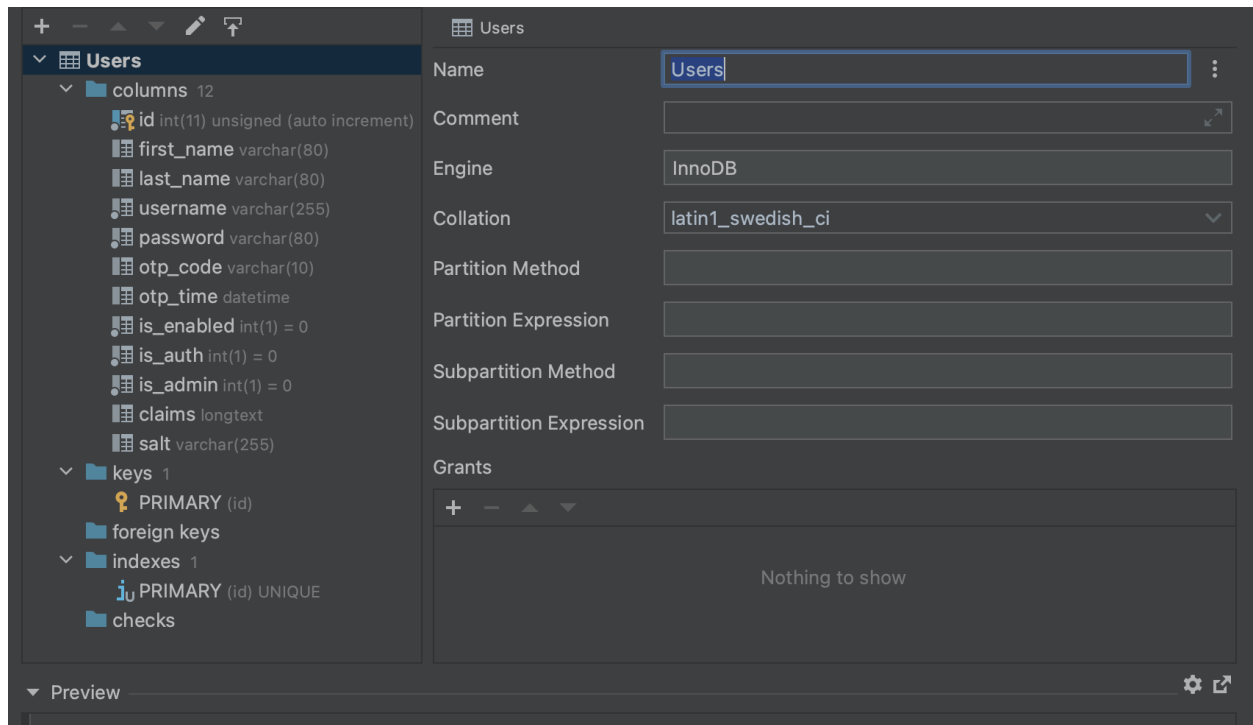 Users
columns 12
id int(11) unsigned (auto increment)
first_name varchar(80)
last_name varchar(80)
username varchar(255)
password varchar(80)
otp_code varchar(10)
otp_time datetime
is_enabled int(1) = 0
is_auth int(1) = 0
is_admin int(1) = 0
claims longtext
salt varchar(255)
keys 1
PRIMARY (id)
foreign keys
indexes 1
PRIMARY (id) UNIQUE
checks
Users
Name Users
Comment
Engine InnoDB
Collation latin1_swedish_ci
Partition Method
Partition Expression
Subpartition Method
Subpartition Expression
Grants
Nothing to show
Preview